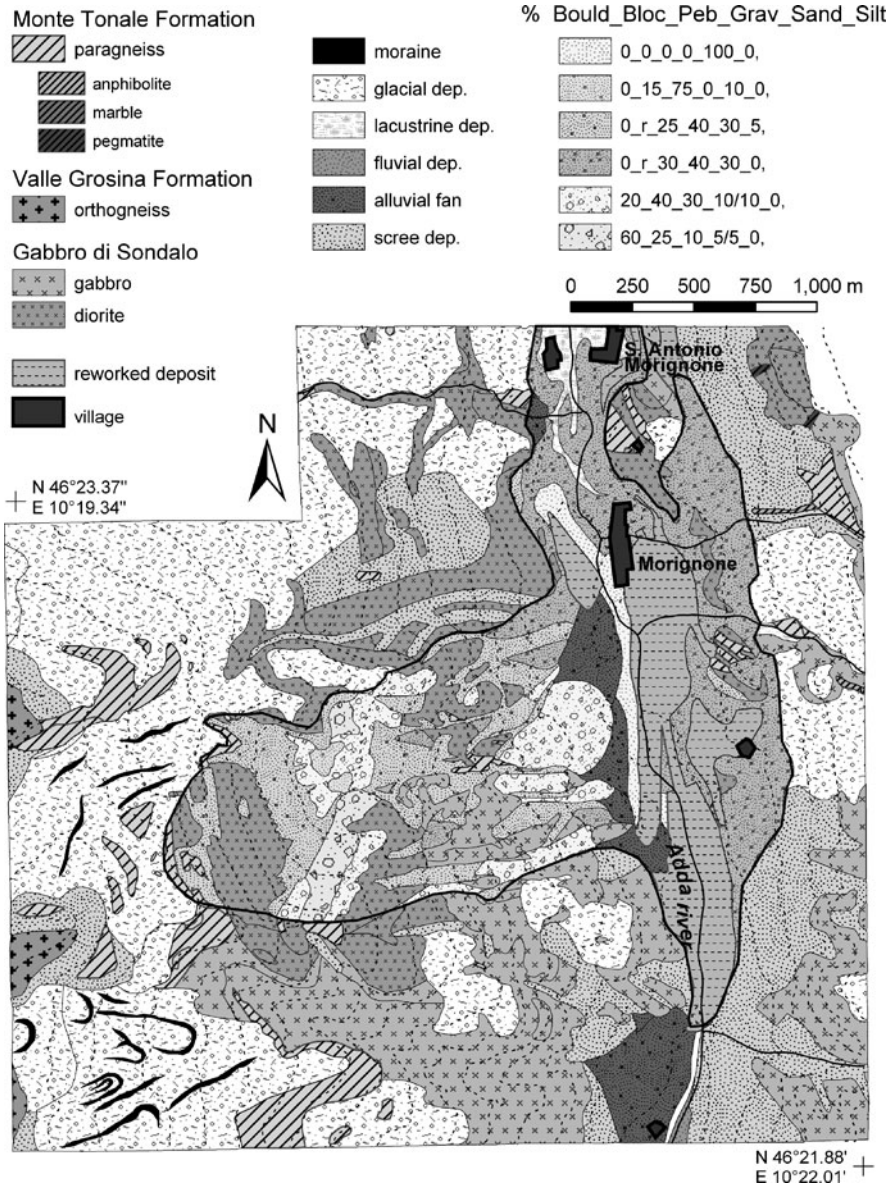 Monte Tonale Formation
paragneiss
anphibolite
marble
pegmatite
Valle Grosina Formation
orthogneiss
Gabbro di Sondalo
gabbro
diorite
reworked deposit
village
moraine
glacial dep.
lacustrine dep.
fluvial dep.
alluvial fan
scree dep.
% Bould_Bloc_Peb_Grav_Sand_Silt
0_0_0_0_100_0,
0_15_75_0_10_0,
0_r_25_40_30_5,
0_r_30_40_30_0,
20_40_30_10/10_0,
60_25_10_5/5_0,
0 250 500 750 1,000 m
N
N 46°23.37"
E 10°19.34"
S. Antonio
Morignone
Morignone
Adda river
N 46°21.88'
E 10°22.01'